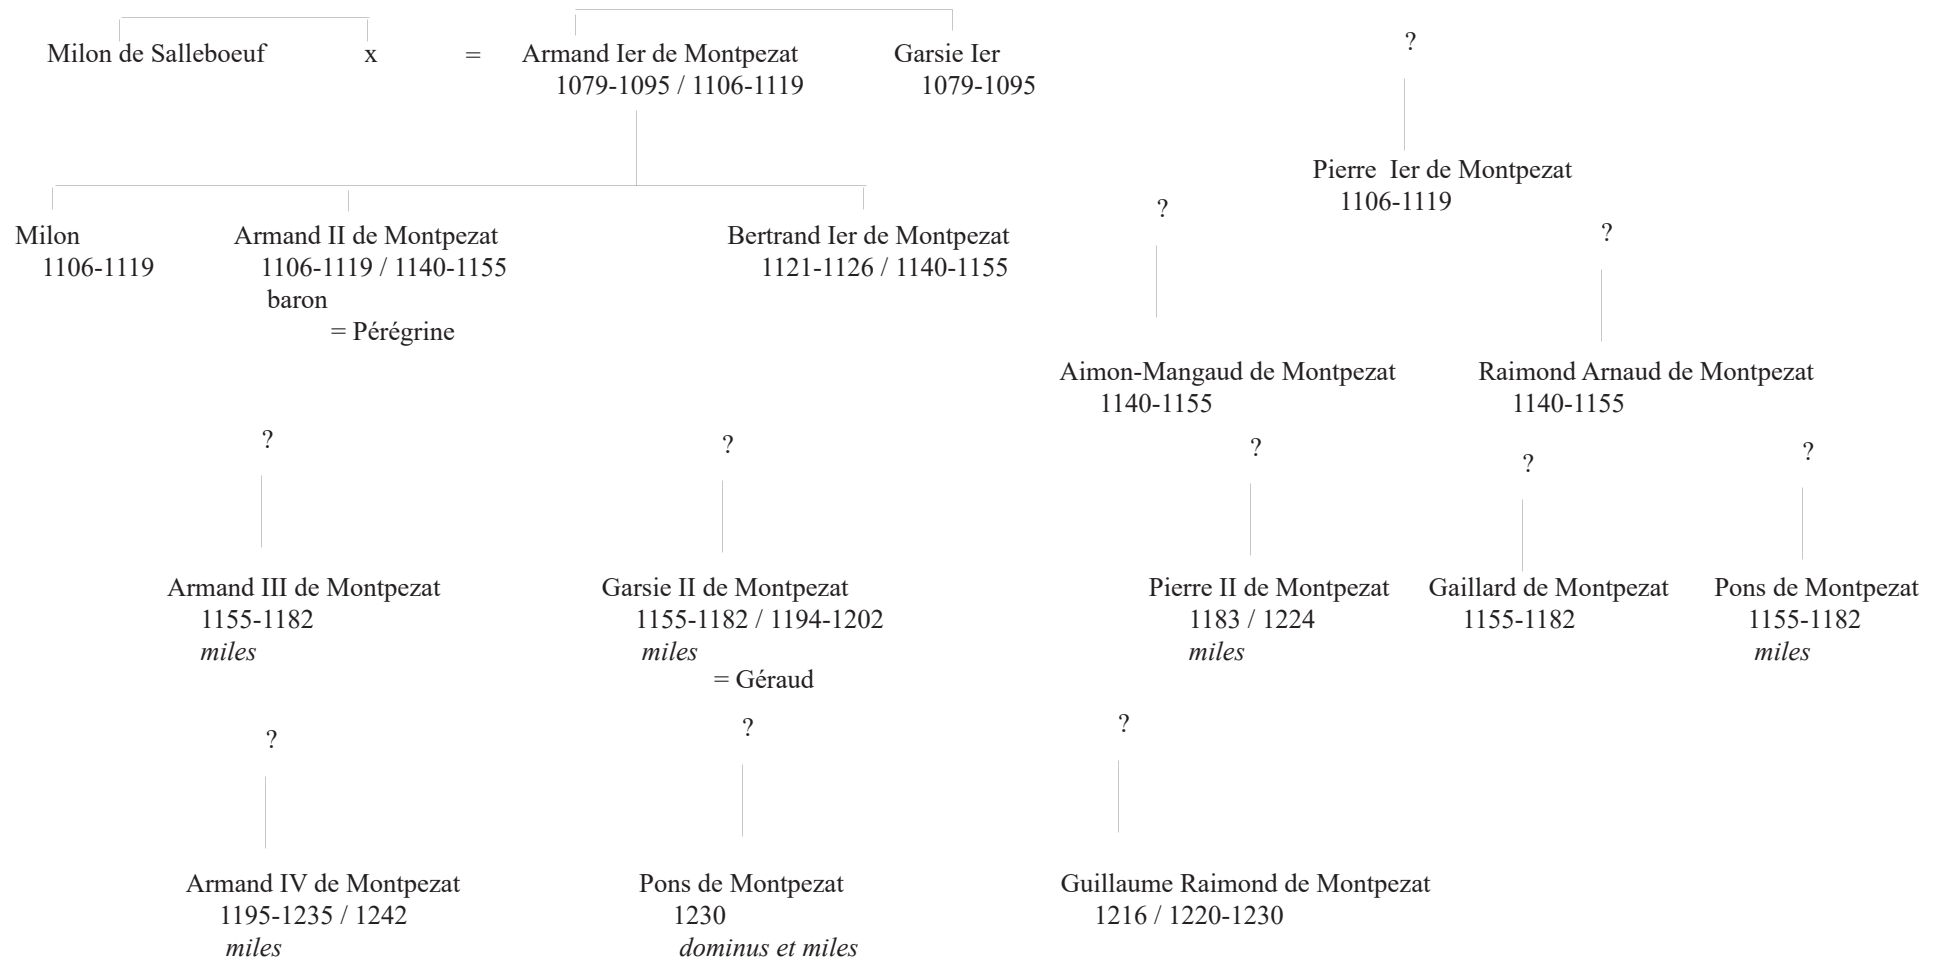 Milon de Salleboeuf x = Armand Ier de Montpezat Garsie Ier ?
1079-1095 / 1106-1119 1079-1095
Pierre Ier de Montpezat
1106-1119
?
?
Milon Armand II de Montpezat Bertrand Ier de Montpezat
1106-1119 1106-1119 / 1140-1155 1121-1126 / 1140-1155
baron
= Pérégrine
Aimon-Mangaud de Montpezat Raimond Arnaud de Montpezat
1140-1155 1140-1155
? ? ? ? ?
Armand III de Montpezat Garsie II de Montpezat Pierre II de Montpezat Gaillard de Montpezat Pons de Montpezat
1155-1182 1155-1182 / 1194-1202 1183 / 1224 1155-1182 1155-1182
miles miles miles miles
= Géraud
? ? ?
Armand IV de Montpezat Pons de Montpezat Guillaume Raimond de Montpezat
1195-1235 / 1242 1230 1216 / 1220-1230
miles dominus et miles